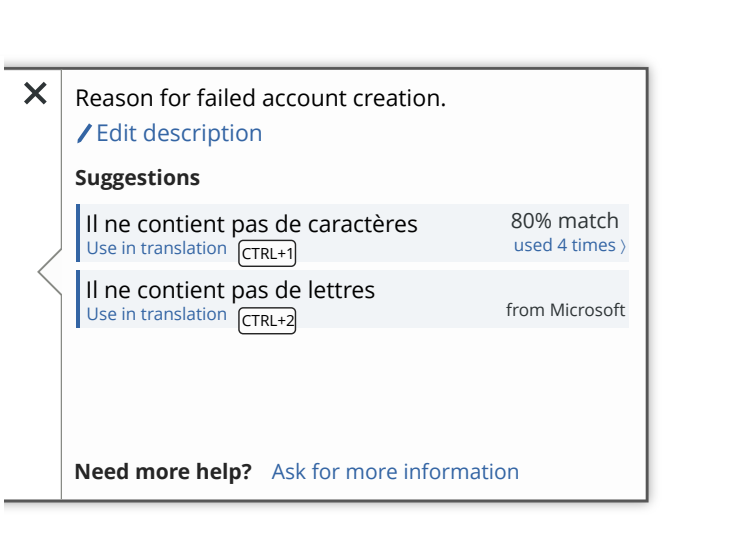 Reason for failed account creation.
Edit description
Suggestions
Il ne contient pas de caractères 80% match
Use in translation CTRL+1 used 4 times ⟩
Il ne contient pas de lettres
Use in translation CTRL+2 from Microsoft
Need more help? Ask for more information